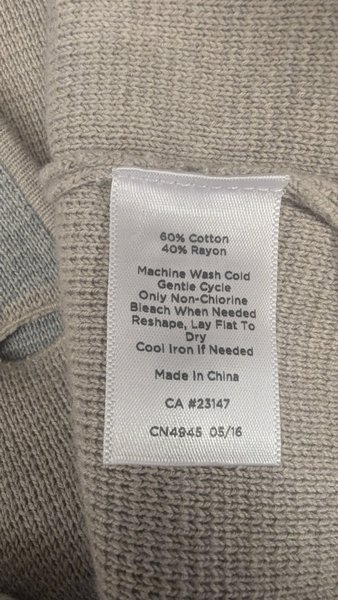 60% Cotton
40% Rayon
Machine Wash Cold
Gentle Cycle
Only Non-Chlorine
Bleach When Needed
Reshape, Lay Flat To
Dry
Cool Iron If Needed
Made In China
CA #23147
CN4945 05/16